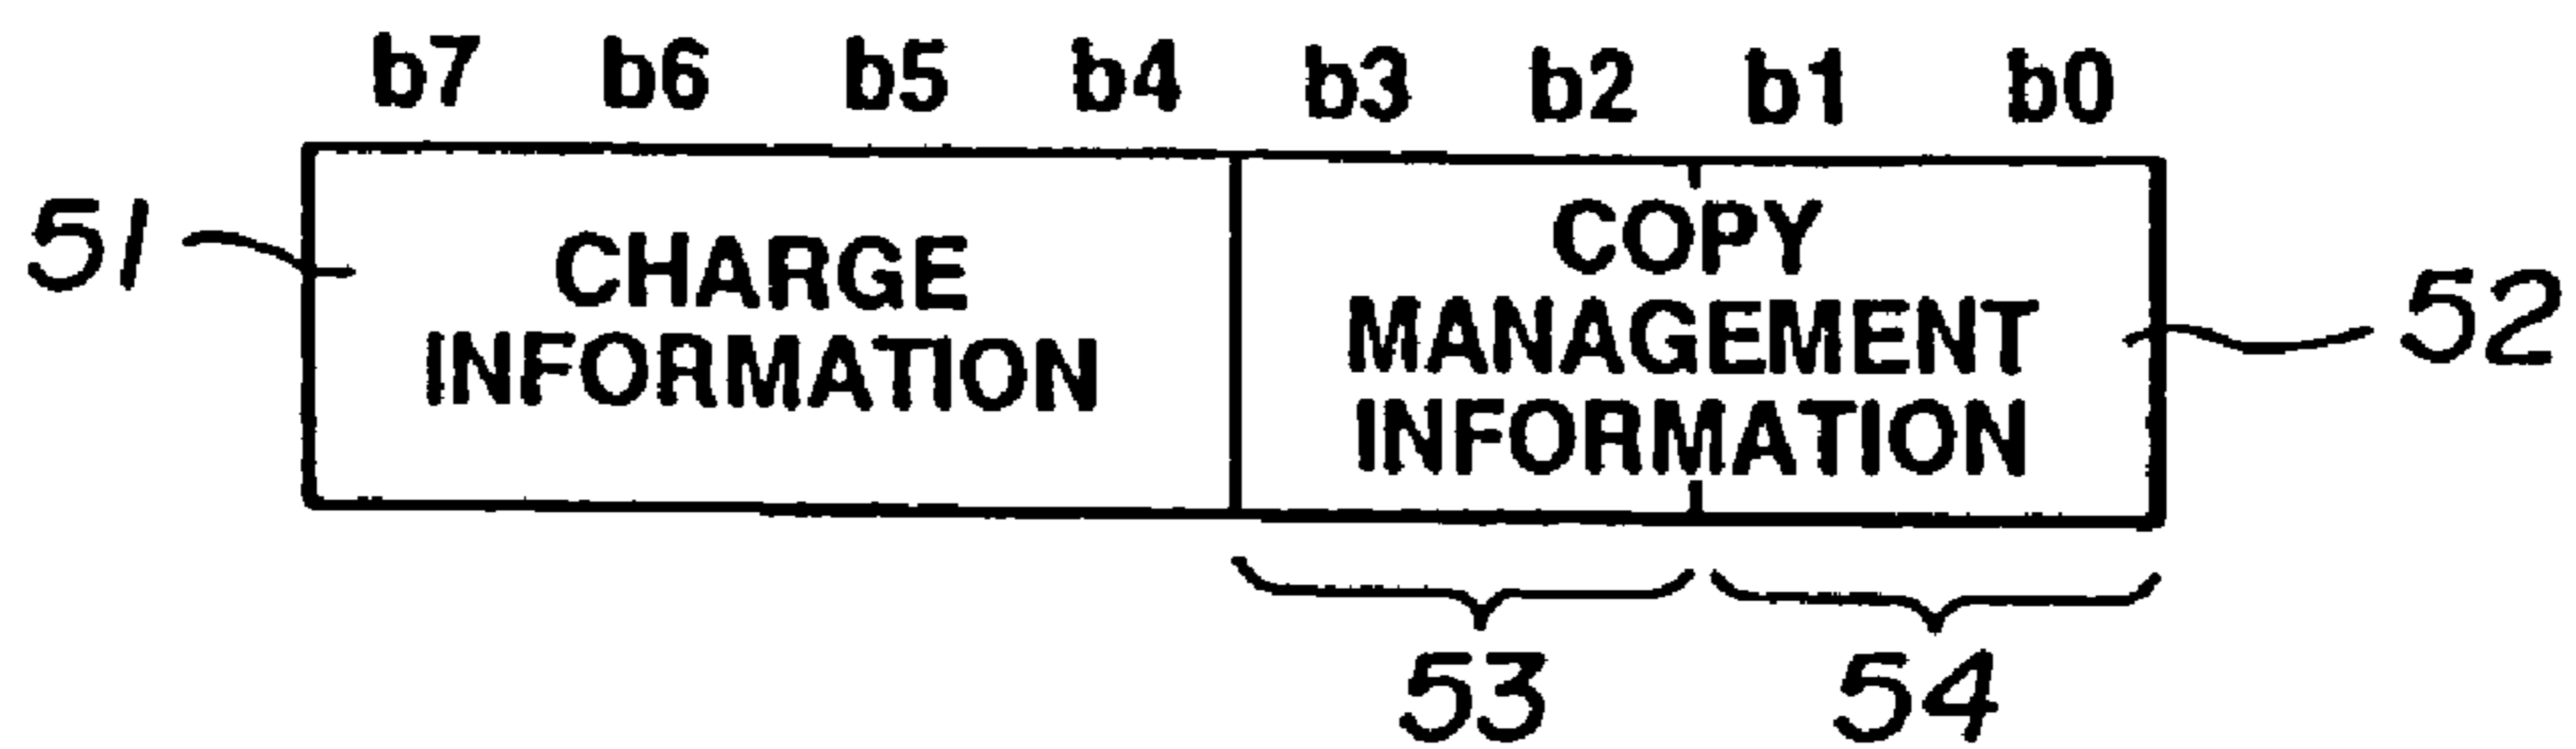 b7 b6 b5 b4 b3 b2 b1 b0
51
CHARGE
INFORMATION
COPY
MANAGEMENT
INFORMATION
52
53 54